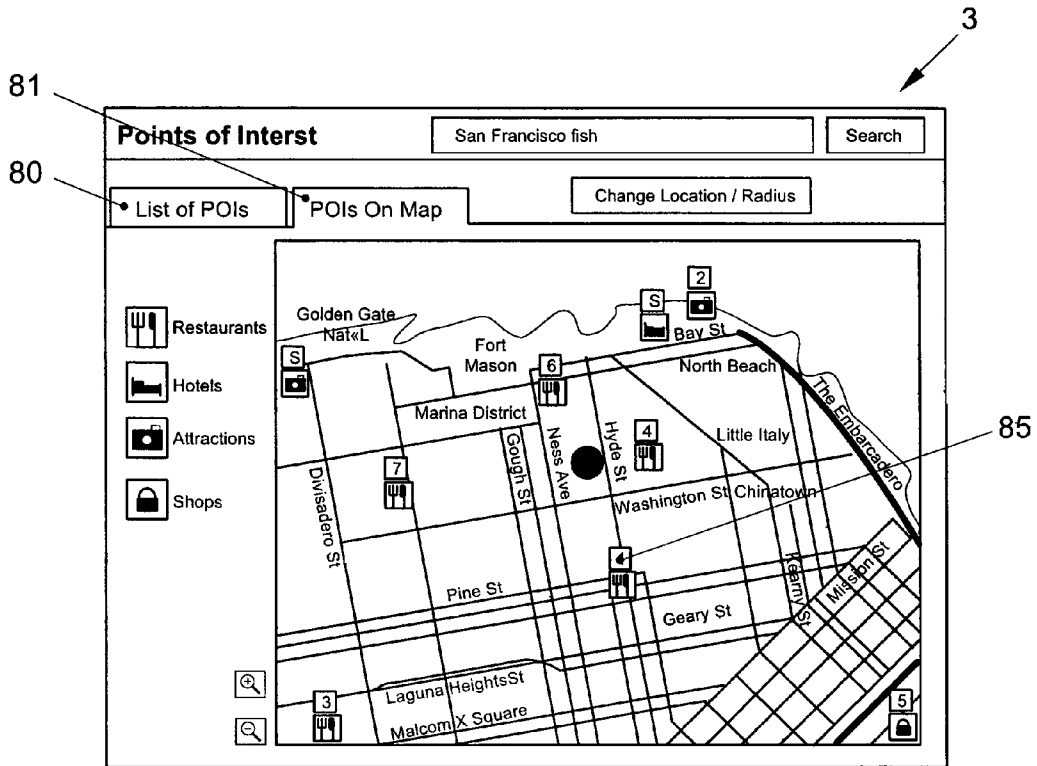 3
81
Points of Interst
San Francisco fish
Search
80
List of POIs
POIs On Map
Change Location / Radius
Restaurants
Hotels
Attractions
Shops
Golden Gate
Nat«L
Fort
Mason
S
2
S
Bay St
6
North Beach
The Embarcadero
Marina District
Gough St
Ness Ave
Hyde St
4
Little Italy
85
7
Divisadero St
Washington St Chinatown
Pine St
Kearny St
Mission St
Geary St
Laguna HeightsSt
3
Malcom X Square
5